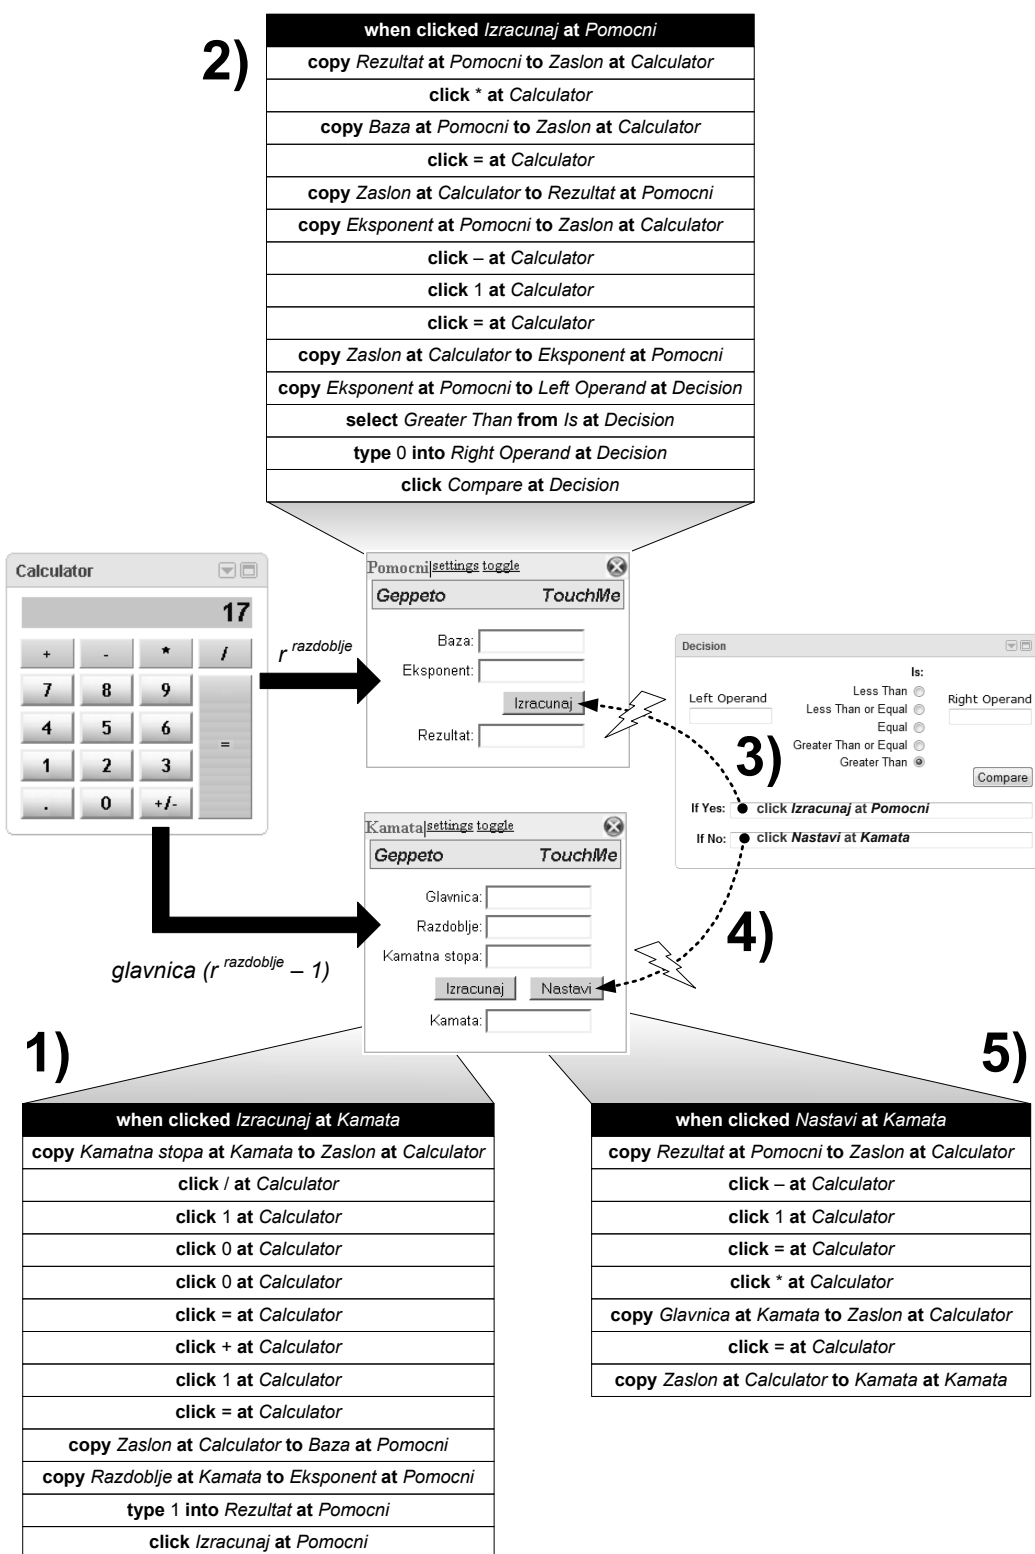 2)
when clicked Izracunaj at Pomocni
copy Rezultat at Pomocni to Zaslon at Calculator
click * at Calculator
copy Baza at Pomocni to Zaslon at Calculator
click = at Calculator
copy Zaslon at Calculator to Rezultat at Pomocni
copy Eksponent at Pomocni to Zaslon at Calculator
click – at Calculator
click 1 at Calculator
click = at Calculator
copy Zaslon at Calculator to Eksponent at Pomocni
copy Eksponent at Pomocni to Left Operand at Decision
select Greater Than from Is at Decision
type 0 into Right Operand at Decision
click Compare at Decision
Calculator
17
+ - * /
7 8 9
4 5 6 =
1 2 3
. 0 +/-
r razdoblje
Pomocni|settings toggle
Geppeto TouchMe
Baza:
Eksponent:
Izracunaj
Rezultat:
Decision
Is:
Left Operand
Less Than
Less Than or Equal
Equal
Greater Than or Equal
Greater Than
Right Operand
Compare
If Yes: click Izracunaj at Pomocni
If No: click Nastavi at Kamata
3)
4)
Kamata|settings toggle
Geppeto TouchMe
Glavnica:
Razdoblje:
Kamatna stopa:
Izracunaj Nastavi
Kamata:
glavnica (r razdoblje – 1)
1)
when clicked Izracunaj at Kamata
copy Kamatna stopa at Kamata to Zaslon at Calculator
click / at Calculator
click 1 at Calculator
click 0 at Calculator
click 0 at Calculator
click = at Calculator
click + at Calculator
click 1 at Calculator
click = at Calculator
copy Zaslon at Calculator to Baza at Pomocni
copy Razdoblje at Kamata to Eksponent at Pomocni
type 1 into Rezultat at Pomocni
click Izracunaj at Pomocni
5)
when clicked Nastavi at Kamata
copy Rezultat at Pomocni to Zaslon at Calculator
click – at Calculator
click 1 at Calculator
click = at Calculator
click * at Calculator
copy Glavnica at Kamata to Zaslon at Calculator
click = at Calculator
copy Zaslon at Calculator to Kamata at Kamata